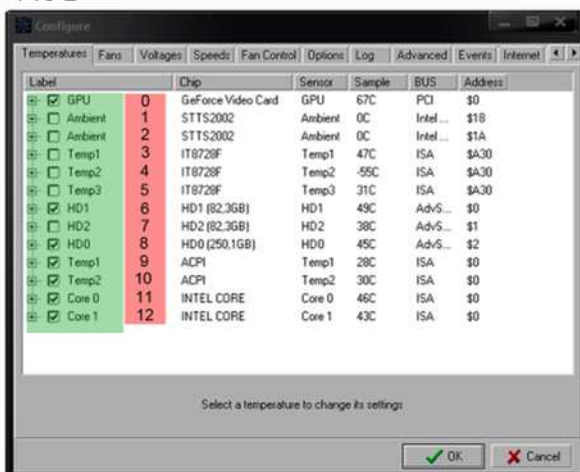 Configure
Temperatures Fans Voltages Speeds Fan Control Options Log Advanced Events Internet
Label Chip Sensor Sample BUS Address
GPU 0 GeForce Video Card GPU 67C PCI $0
Ambient 1 STTS2002 Ambient 0C Intel ... $18
Ambient 2 STTS2002 Ambient 0C Intel ... $1A
Temp1 3 IT8728F Temp1 47C ISA $A30
Temp2 4 IT8728F Temp2 -55C ISA $A30
Temp3 5 IT8728F Temp3 31C ISA $A30
HD1 6 HD1 (82,3GB) HD1 49C AdvS... $0
HD2 7 HD2 (82,3GB) HD2 38C AdvS... $1
HD0 8 HD0 (250,1GB) HD0 45C AdvS... $2
Temp1 9 ACPI Temp1 28C ISA $0
Temp2 10 ACPI Temp2 30C ISA $0
Core 0 11 INTEL CORE Core 0 46C ISA $0
Core 1 12 INTEL CORE Core 1 43C ISA $0
Select a temperature to change its settings
OK Cancel